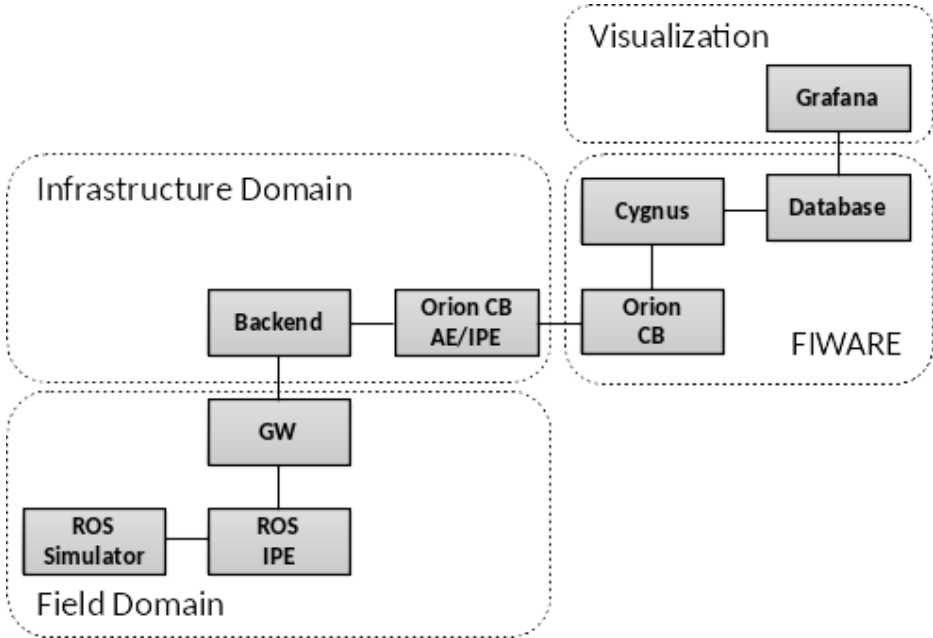 Visualization
Grafana
Infrastructure Domain
Cygnus
Database
Backend
Orion CB
AE/IPE
Orion
CB
FIWARE
GW
ROS
Simulator
ROS
IPE
Field Domain